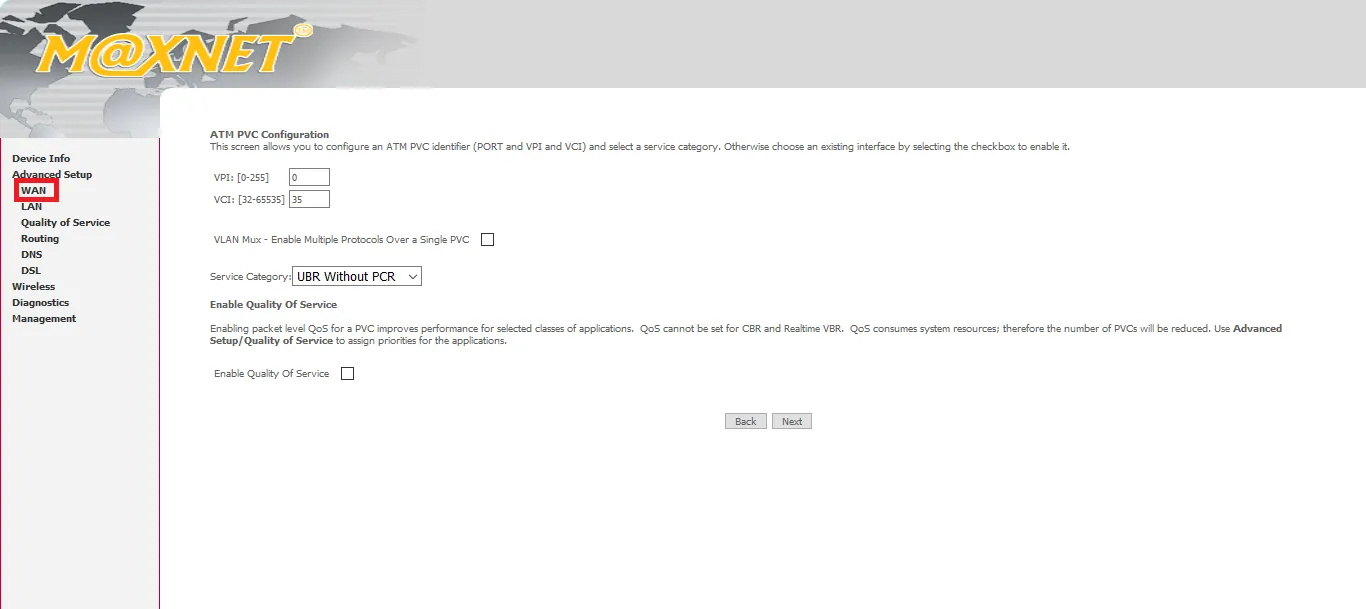 M@XNET®
Device Info
Advanced Setup
WAN
LAN
Quality of Service
Routing
DNS
DSL
Wireless
Diagnostics
Management
ATM PVC Configuration
This screen allows you to configure an ATM PVC identifier (PORT and VPI and VCI) and select a service category. Otherwise choose an existing interface by selecting the checkbox to enable it.
VPI: [0-255] 0
VCI: [32-65535] 35
VLAN Mux - Enable Multiple Protocols Over a Single PVC
Service Category: UBR Without PCR
Enable Quality Of Service
Enabling packet level QoS for a PVC improves performance for selected classes of applications. QoS cannot be set for CBR and Realtime VBR. QoS consumes system resources; therefore the number of PVCs will be reduced. Use Advanced
Setup/Quality of Service to assign priorities for the applications.
Enable Quality Of Service
Back Next